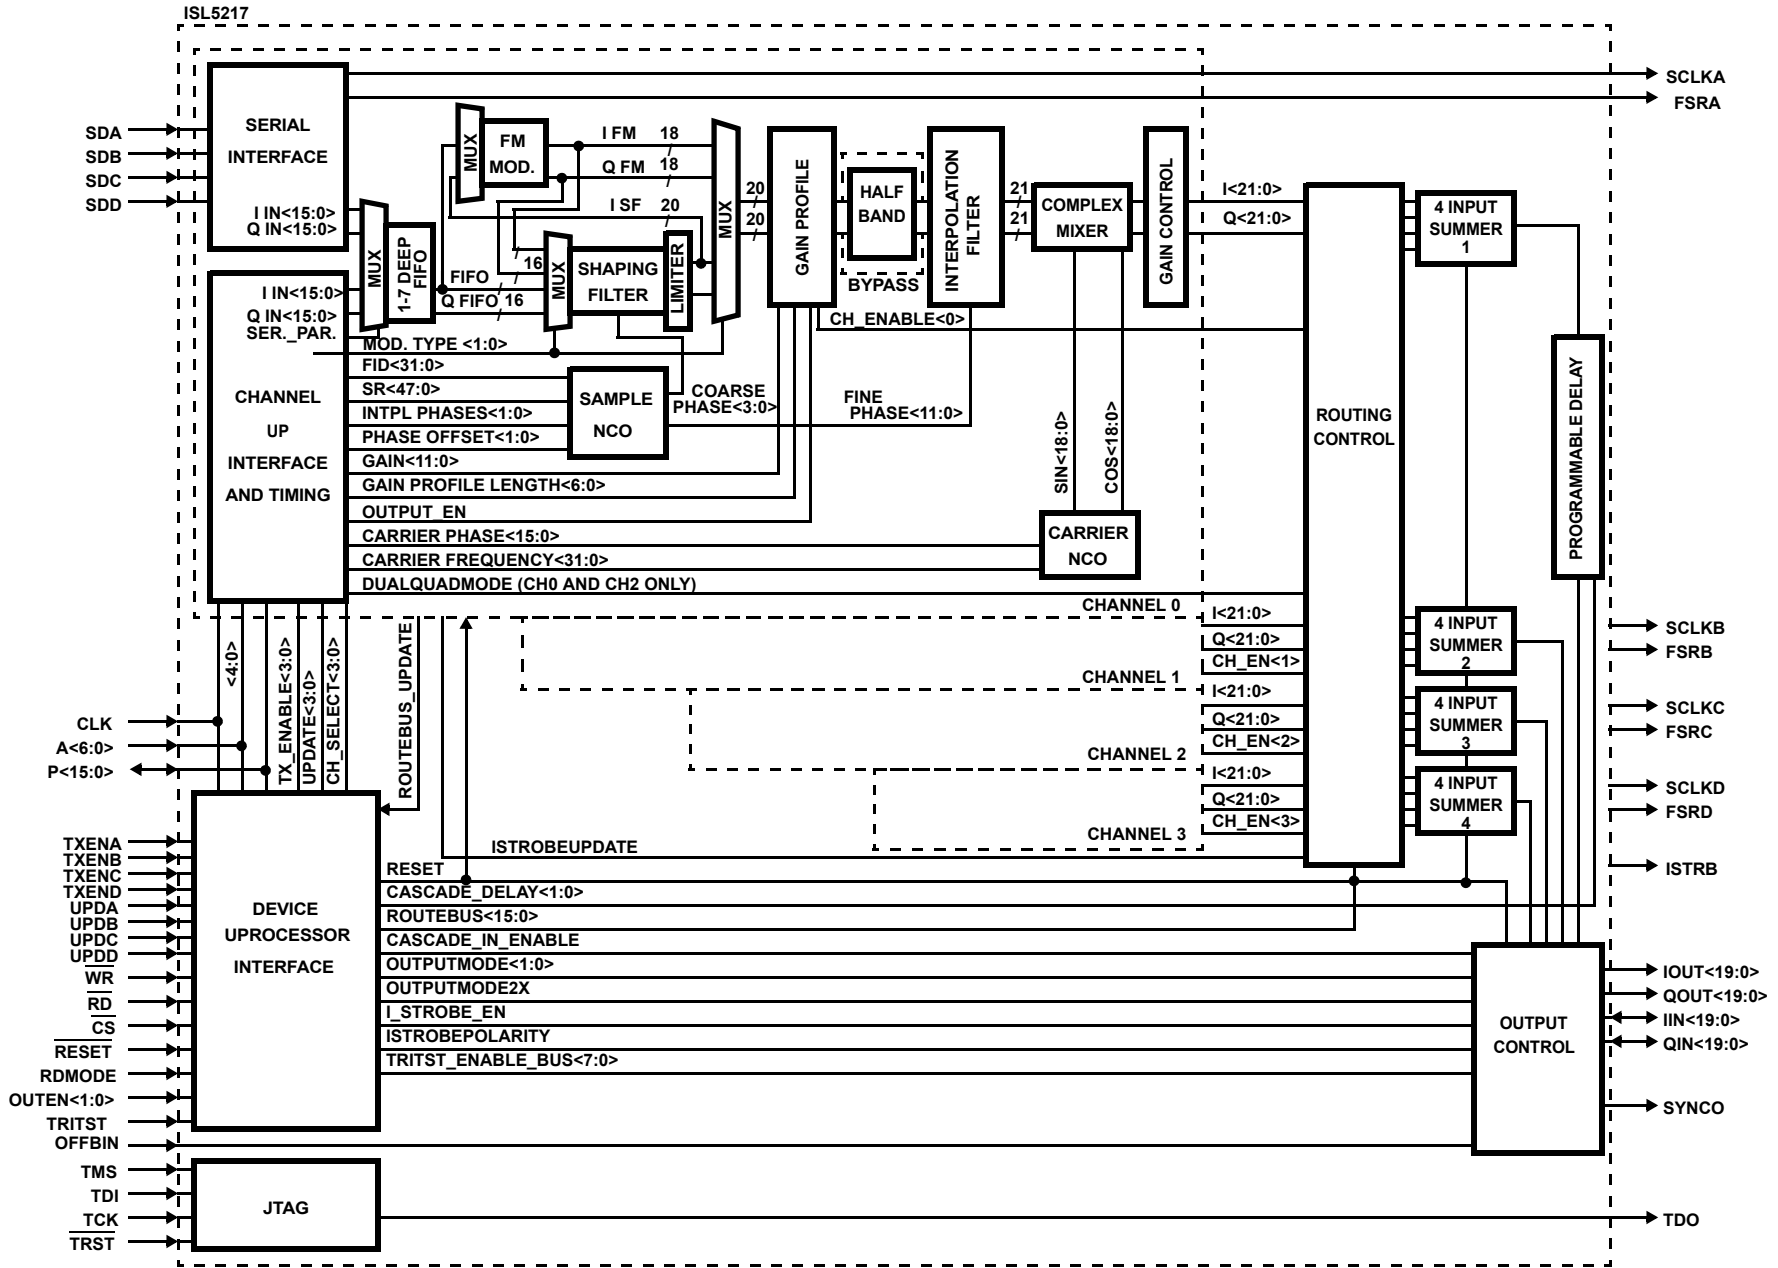 ISL5217
SERIAL
INTERFACE
I IN<15:0>
Q IN<15:0>
SDA
SDB
SDC
SDD
SCLKA
FSRA
MUX
FM
MOD.
I FM
18
Q FM
18
I SF
20
MUX
20
20
GAIN PROFILE
HALF
BAND
BYPASS
INTERPOLATION
FILTER
21
21
COMPLEX
MIXER
GAIN CONTROL
I<21:0>
Q<21:0>
4 INPUT
SUMMER
1
MUX
1-7 DEEP
FIFO
FIFO
16
Q FIFO
16
MUX
SHAPING
FILTER
LIMITER
I IN<15:0>
Q IN<15:0>
SER._PAR.
CHANNEL
UP
INTERFACE
AND TIMING
MOD. TYPE <1:0>
FID<31:0>
SR<47:0>
INTPL PHASES<1:0>
PHASE OFFSET<1:0>
GAIN<11:0>
GAIN PROFILE LENGTH<6:0>
OUTPUT_EN
CARRIER PHASE<15:0>
CARRIER FREQUENCY<31:0>
DUALQUADMODE (CH0 AND CH2 ONLY)
SAMPLE
NCO
COARSE
PHASE<3:0>
CH_ENABLE<0>
FINE
PHASE<11:0>
SIN<18:0>
COS<18:0>
CARRIER
NCO
ROUTING
CONTROL
PROGRAMMABLE DELAY
CHANNEL 0
I<21:0>
Q<21:0>
CH_EN<1>
4 INPUT
SUMMER
2
SCLKB
FSRB
CHANNEL 1
I<21:0>
Q<21:0>
CH_EN<2>
4 INPUT
SUMMER
3
SCLKC
FSRC
CHANNEL 2
I<21:0>
Q<21:0>
CH_EN<3>
4 INPUT
SUMMER
4
SCLKD
FSRD
CHANNEL 3
ISTRB
<4:0>
TX_ENABLE<3:0>
UPDATE<3:0>
CH_SELECT<3:0>
ROUTEBUS_UPDATE
CLK
A<6:0>
P<15:0>
ISTROBEUPDATE
TXENA
TXENB
TXENC
TXEND
UPDA
UPDB
UPDC
UPDD
WR
RD
CS
RESET
RDMODE
OUTEN<1:0>
TRITST
OFFBIN
DEVICE
UPROCESSOR
INTERFACE
RESET
CASCADE_DELAY<1:0>
ROUTEBUS<15:0>
CASCADE_IN_ENABLE
OUTPUTMODE<1:0>
OUTPUTMODE2X
I_STROBE_EN
ISTROBEPOLARITY
TRITST_ENABLE_BUS<7:0>
OUTPUT
CONTROL
IOUT<19:0>
QOUT<19:0>
IIN<19:0>
QIN<19:0>
SYNCO
TMS
TDI
TCK
TRST
JTAG
TDO